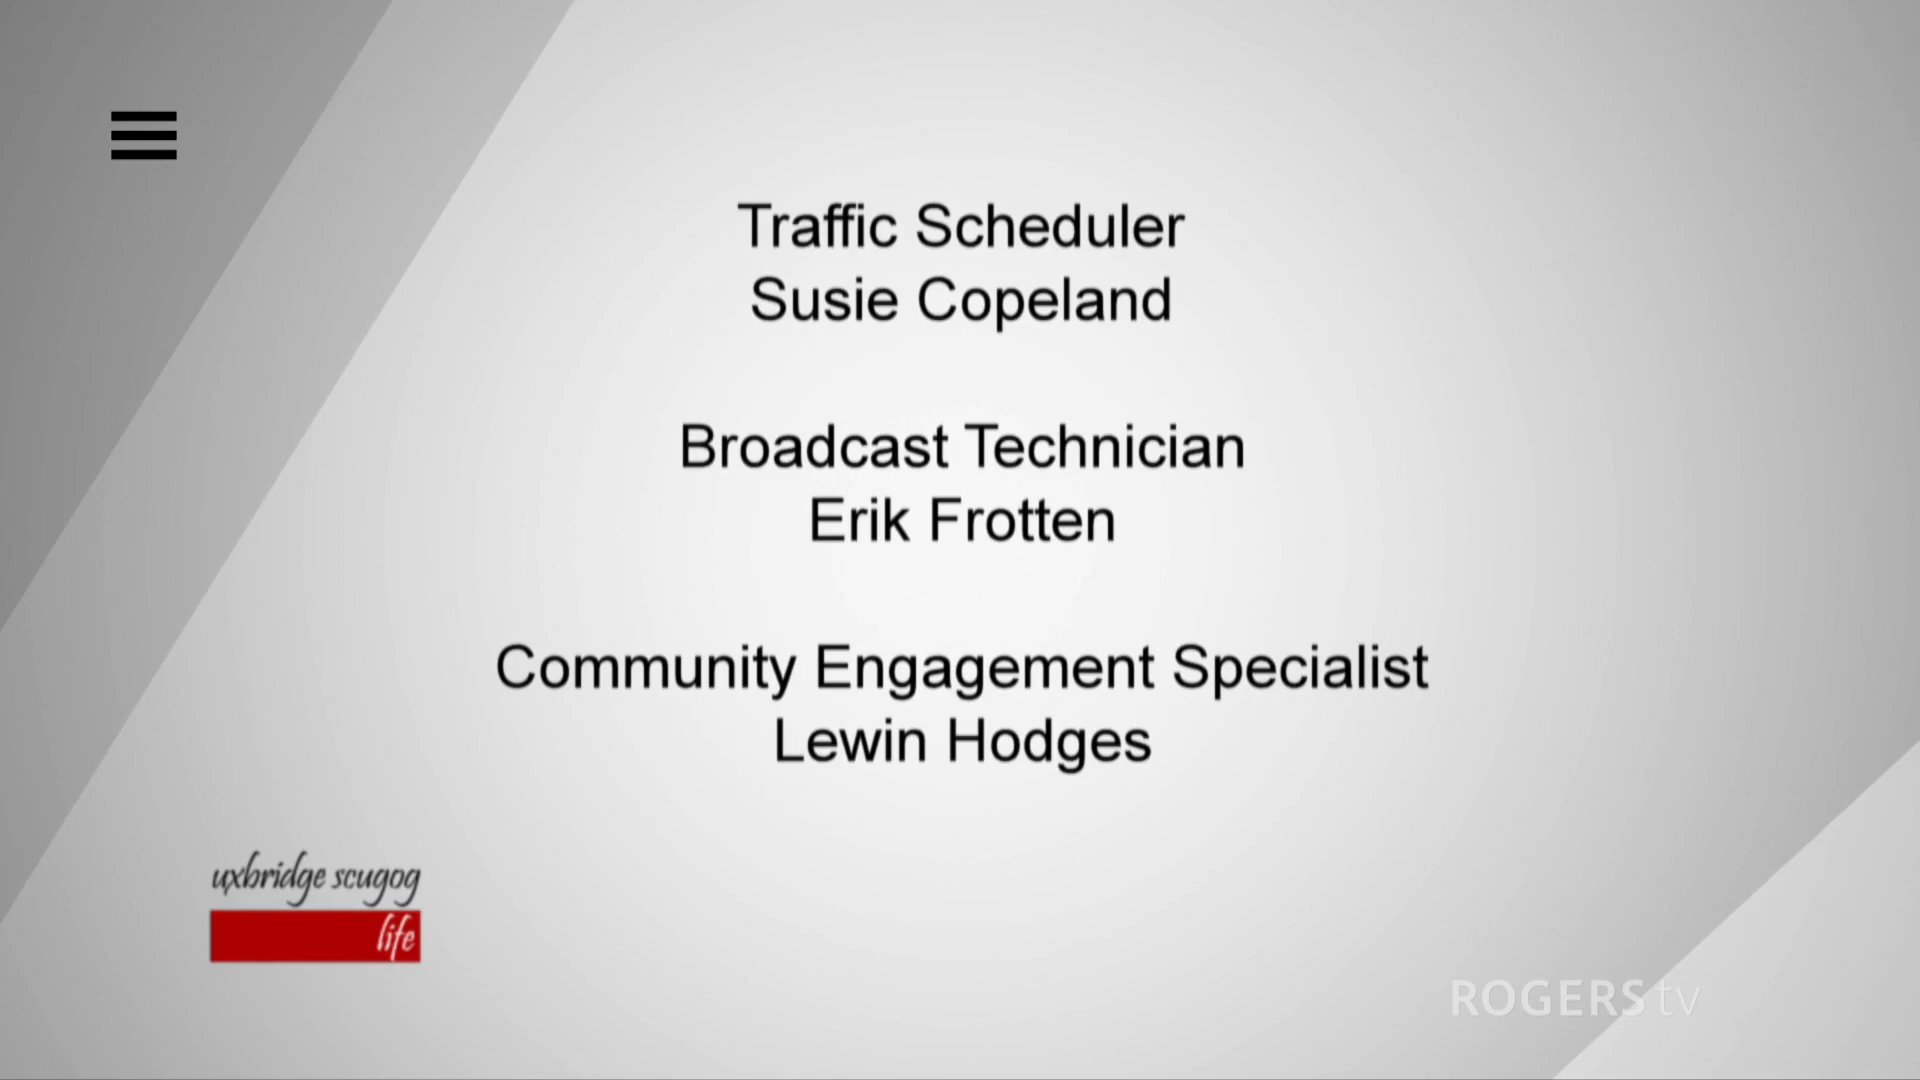 Traffic Scheduler
Susie Copeland
Broadcast Technician
Erik Frotten
Community Engagement Specialist
Lewin Hodges
uxbridge scugog
life
ROGERS tv